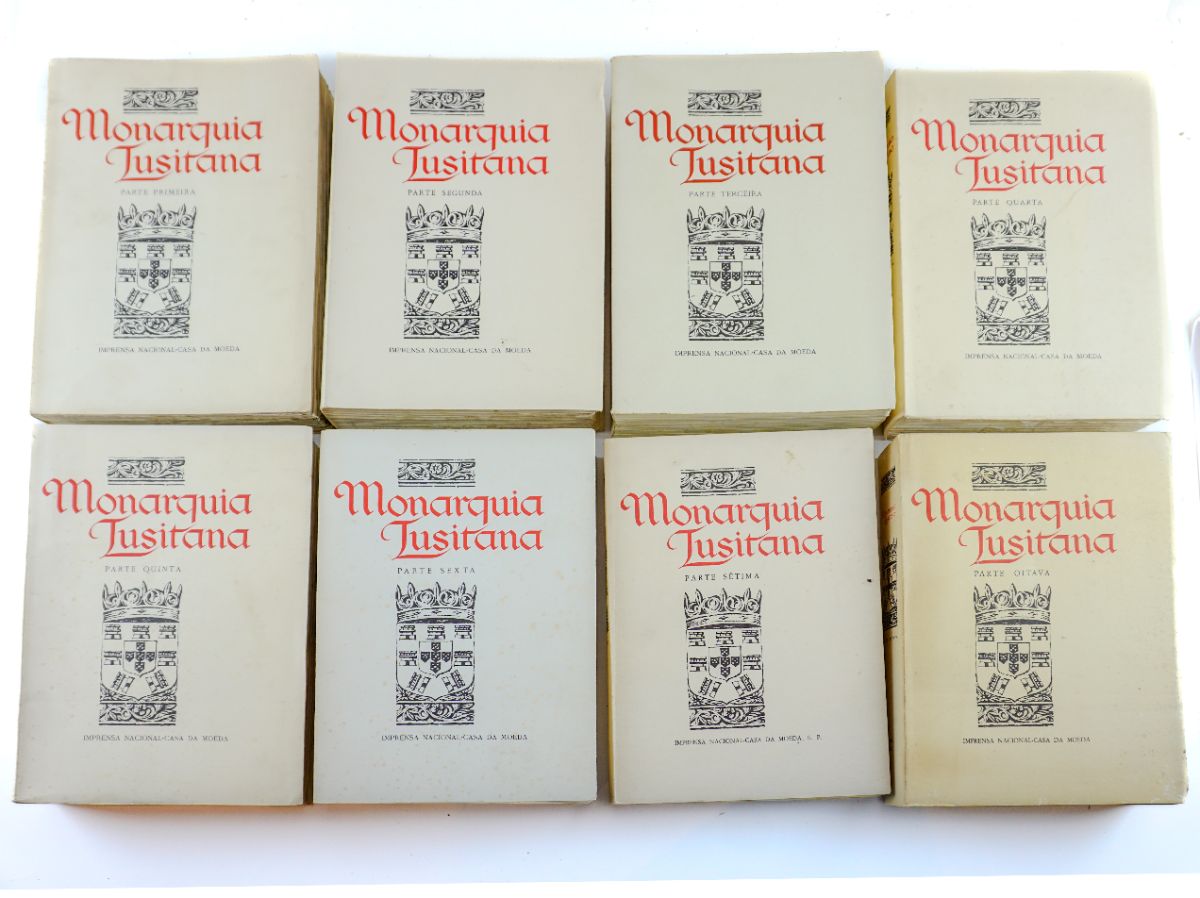 Monarquia
Lusitana
PARTE PRIMEIRA
IMPRENSA NACIONAL-CASA DA MOEDA
Monarquia
Lusitana
PARTE SEGUNDA
IMPRENSA NACIONAL-CASA DA MOEDA
Monarquia
Lusitana
PARTE TERCEIRA
IMPRENSA NACIONAL-CASA DA MOEDA
Monarquia
Lusitana
PARTE QUARTA
IMPRENSA NACIONAL-CASA DA MOEDA
Monarquia
Lusitana
PARTE QUINTA
IMPRENSA NACIONAL-CASA DA MOEDA
Monarquia
Lusitana
PARTE SEXTA
IMPRENSA NACIONAL-CASA DA MOEDA
Monarquia
Lusitana
PARTE SÉTIMA
IMPRENSA NACIONAL-CASA DA MOEDA, E. P.
Monarquia
Lusitana
PARTE OITAVA
IMPRENSA NACIONAL-CASA DA MOEDA